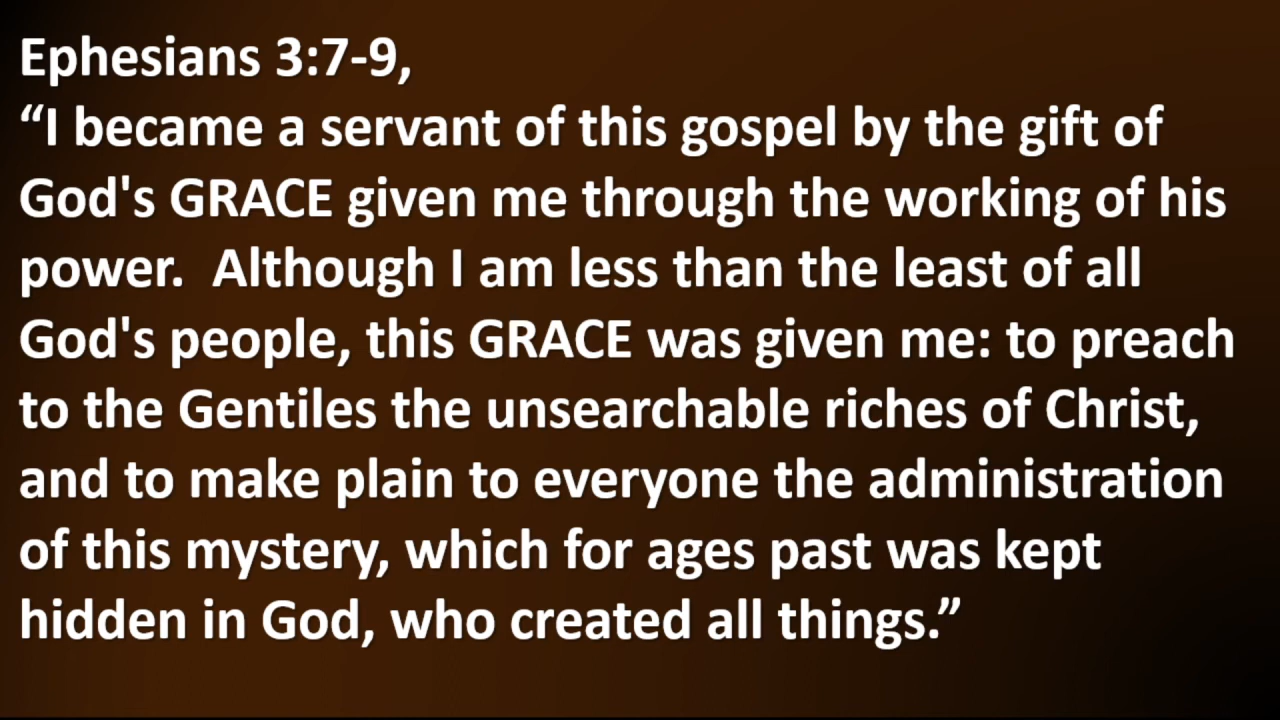 Ephesians 3:7-9,
“I became a servant of this gospel by the gift of
God's GRACE given me through the working of his
power.  Although I am less than the least of all
God's people, this GRACE was given me: to preach
to the Gentiles the unsearchable riches of Christ,
and to make plain to everyone the administration
of this mystery, which for ages past was kept
hidden in God, who created all things.”